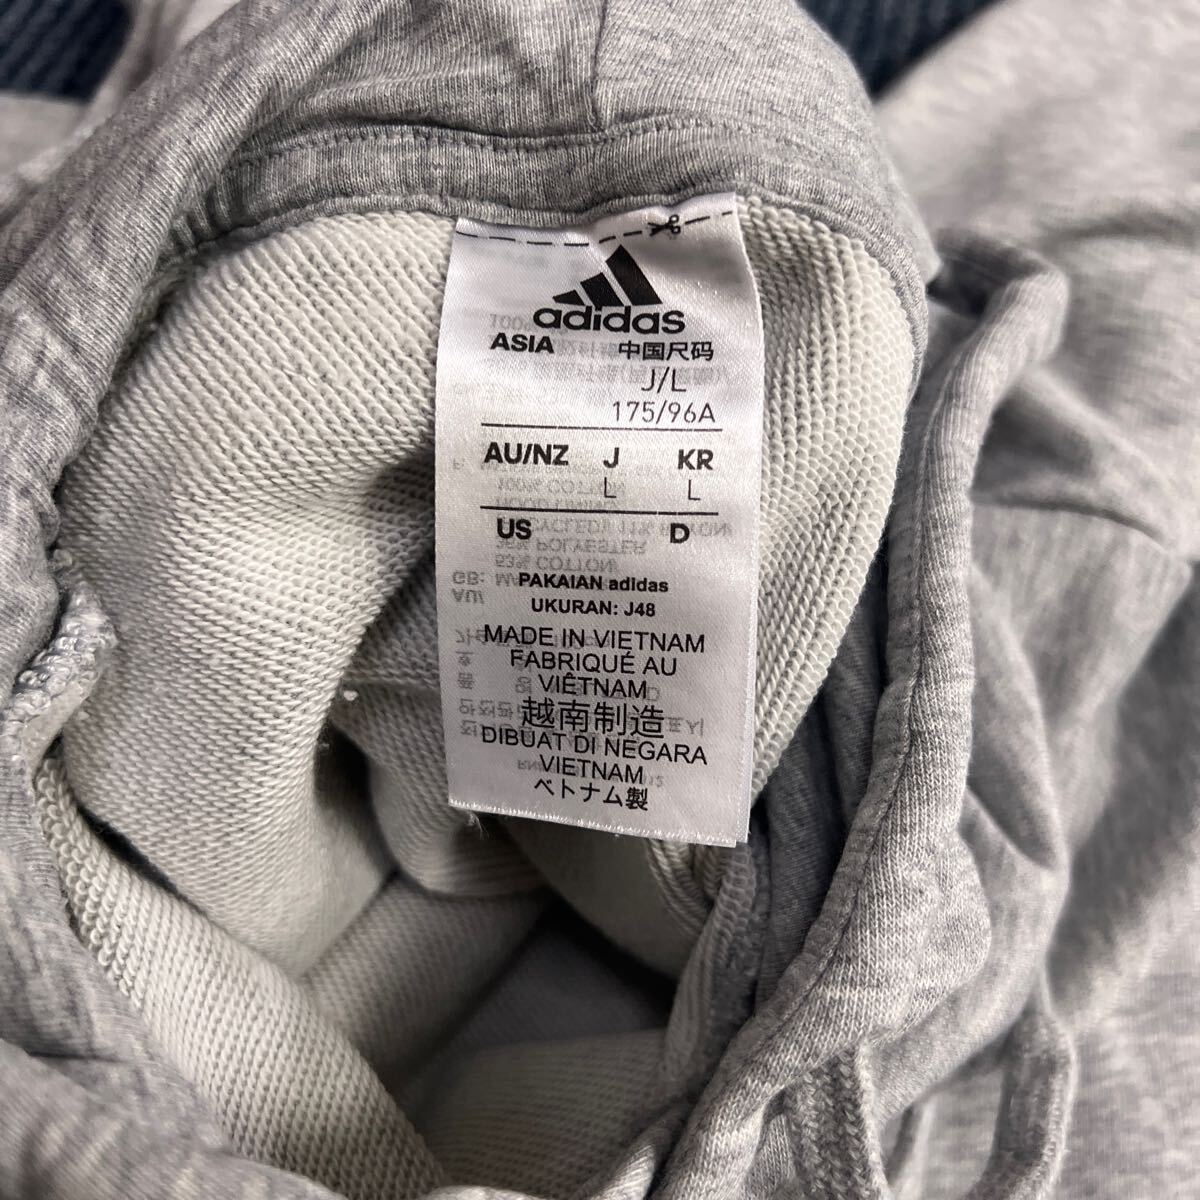 adidas
ASIA 中国尺码
J/L
175/96A
AU/NZ J KR
L L
US D
PAKAIAN adidas
UKURAN: J48
MADE IN VIETNAM
FABRIQUÉ AU
VIÊTNAM
越南制造
DIBUAT DI NEGARA
VIETNAM
ベトナム製